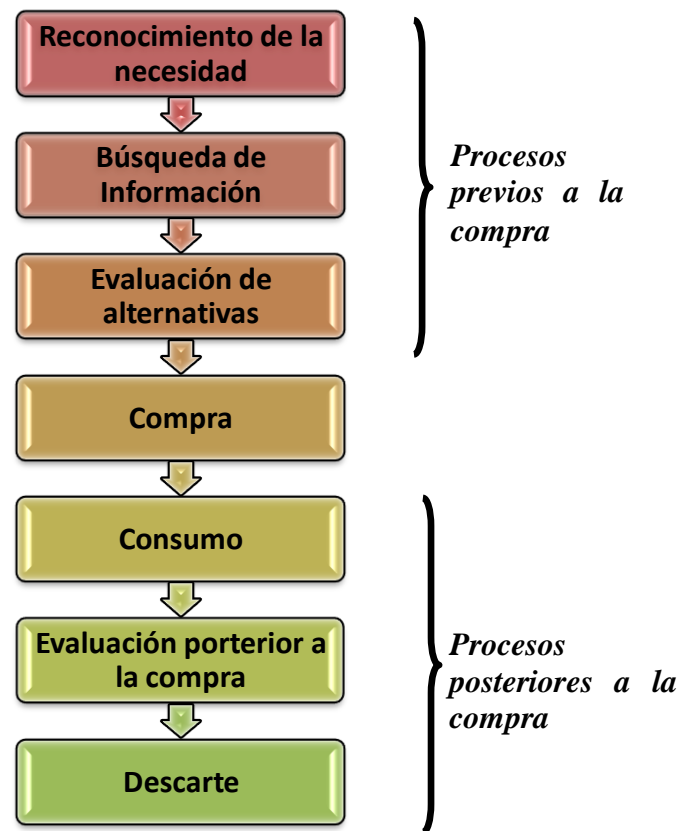 Reconocimiento de la
necesidad
Búsqueda de
Información
Evaluación de
alternativas
Procesos
previos a la
compra
Compra
Consumo
Evaluación porterior a
la compra
Descarte
Procesos
posteriores a la
compra